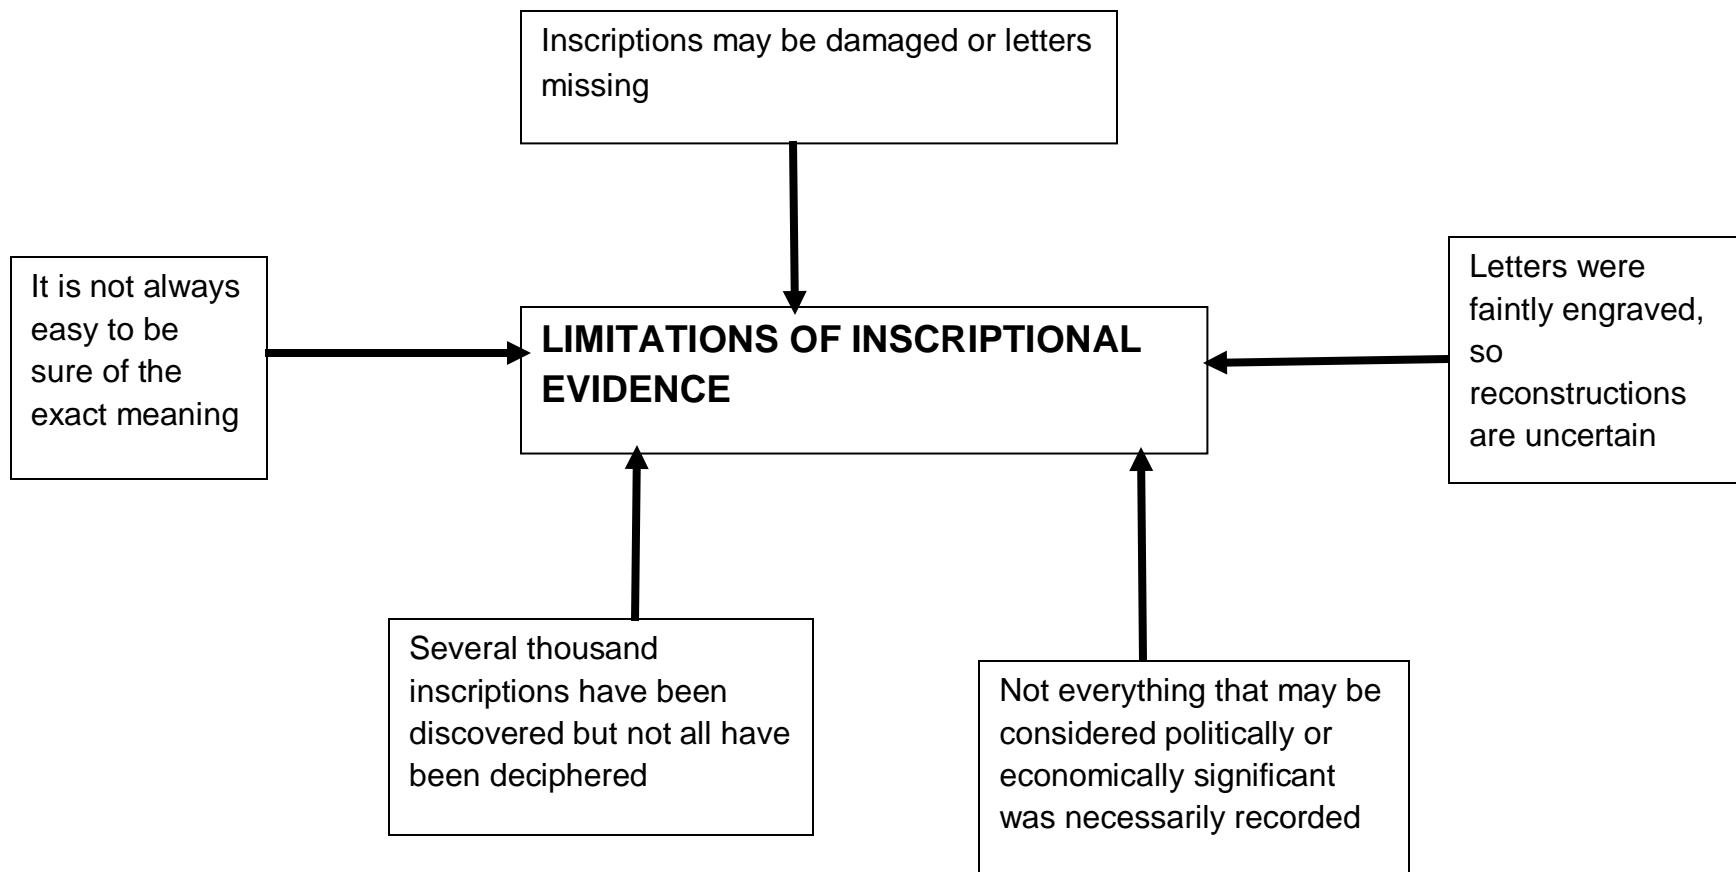 Inscriptions may be damaged or letters
missing
It is not always
easy to be
sure of the
exact meaning
LIMITATIONS OF INSCRIPTIONAL
EVIDENCE
Letters were
faintly engraved,
so
reconstructions
are uncertain
Several thousand
inscriptions have been
discovered but not all have
been deciphered
Not everything that may be
considered politically or
economically significant
was necessarily recorded